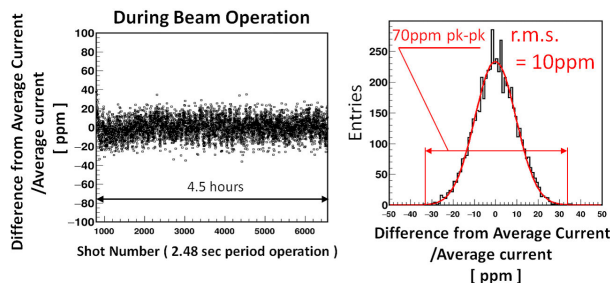 During Beam Operation
Difference from Average Current
/Average current
[ ppm ]
100
80
60
40
20
0
-20
-40
-60
-80
-100
4.5 hours
1000 2000 3000 4000 5000 6000
Shot Number ( 2.48 sec period operation )
Entries
250
200
150
100
50
0
70ppm pk-pk
r.m.s.
= 10ppm
-50 -40 -30 -20 -10 0 10 20 30 40 50
Difference from Average Current
/Average current
[ ppm ]